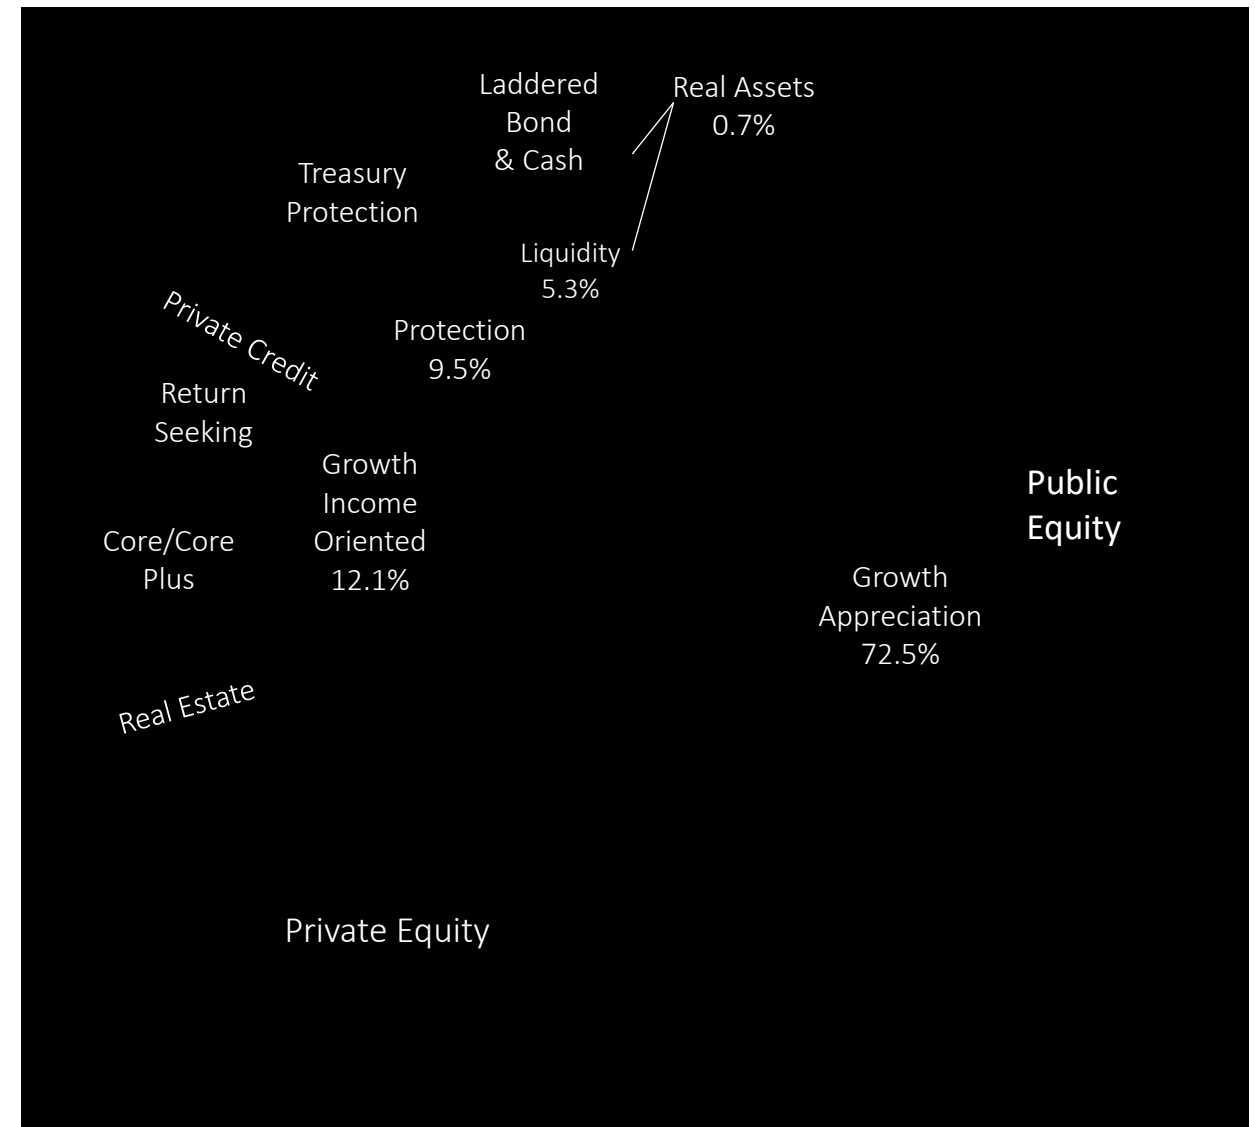 Laddered
Bond
& Cash
Real Assets
0.7%
Treasury
Protection
Liquidity
5.3%
Private Credit
Protection
9.5%
Return
Seeking
Growth
Income
Oriented
12.1%
Public
Equity
Core/Core
Plus
Growth
Appreciation
72.5%
Real Estate
Private Equity